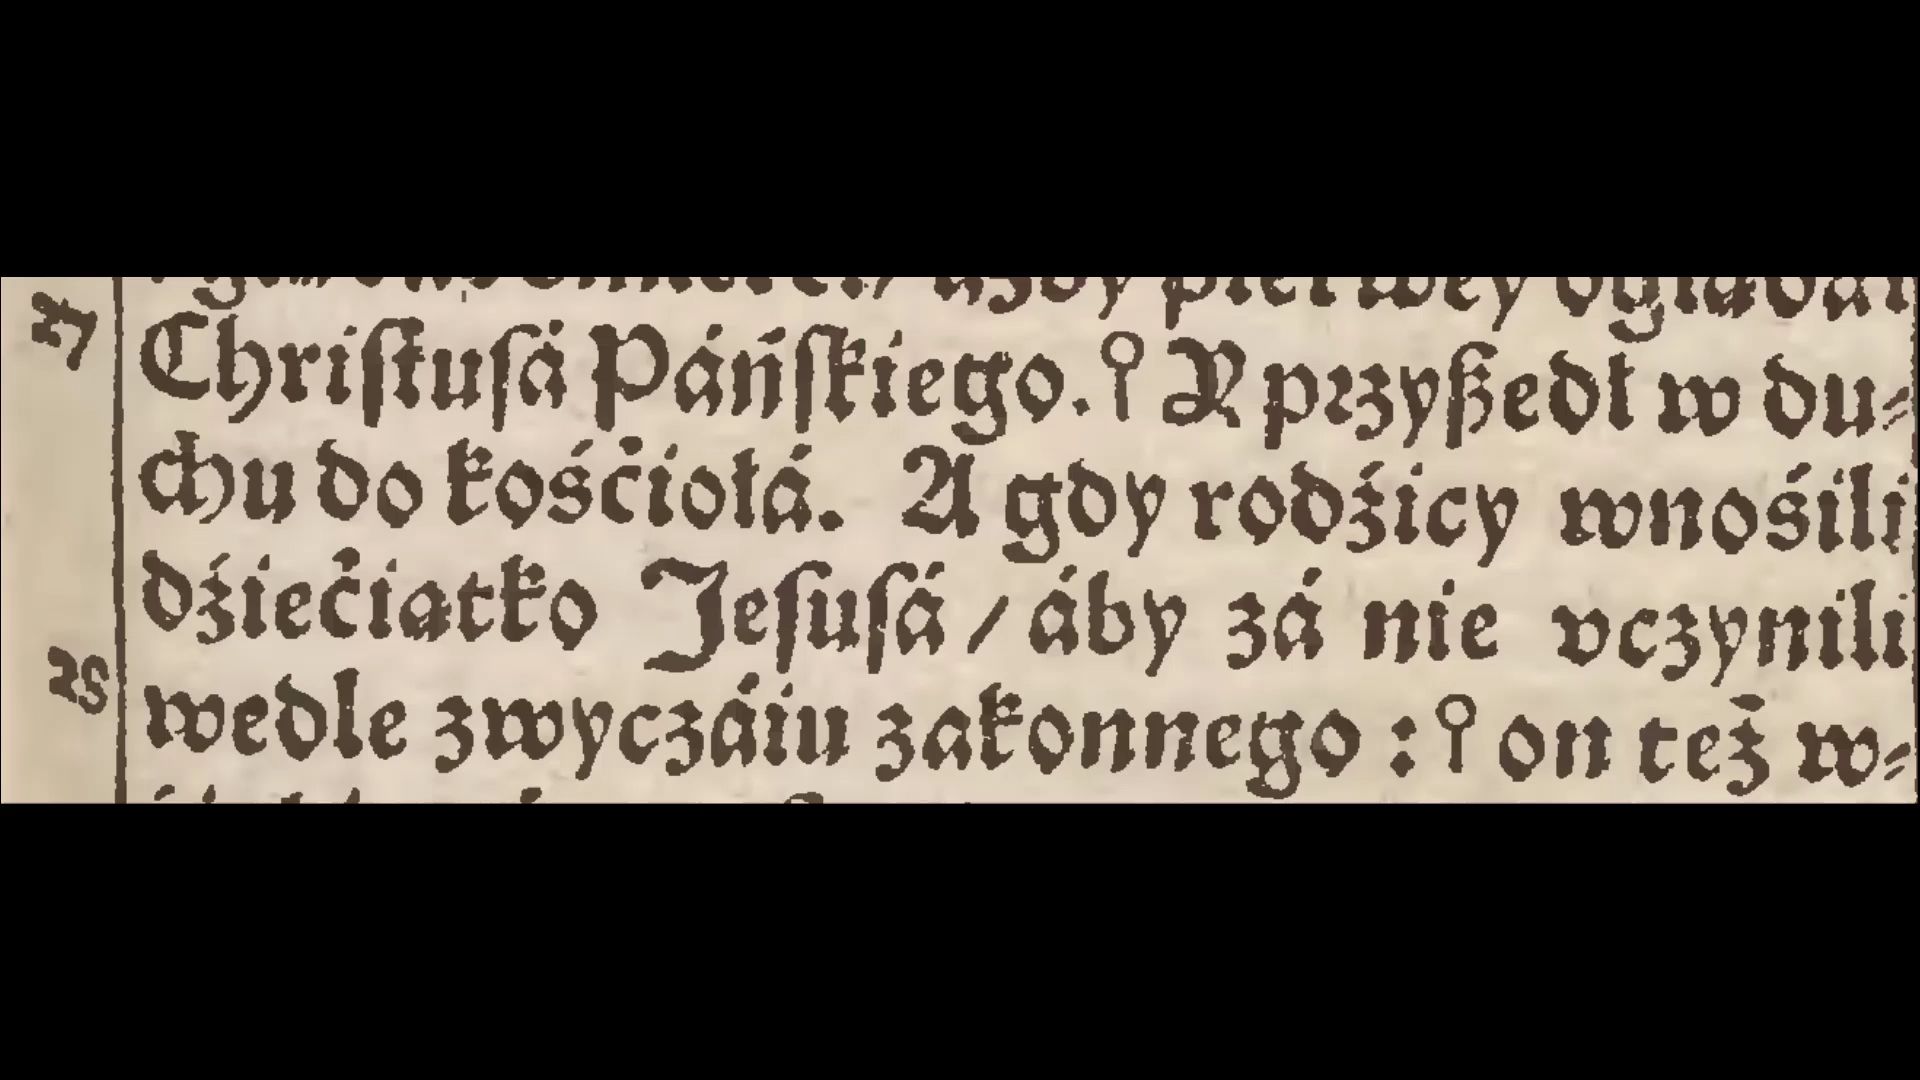 27
Chriſtuſá Páńſkiego. ⫯ Y przyßedł w du⸗
chu do kośćiołá. A gdy rodźicy wnośili
dźiećiątko Jeſuſá / áby zá nie vczynili
28
wedle zwyczáiu zakonnego : ⫯ on też w⸗